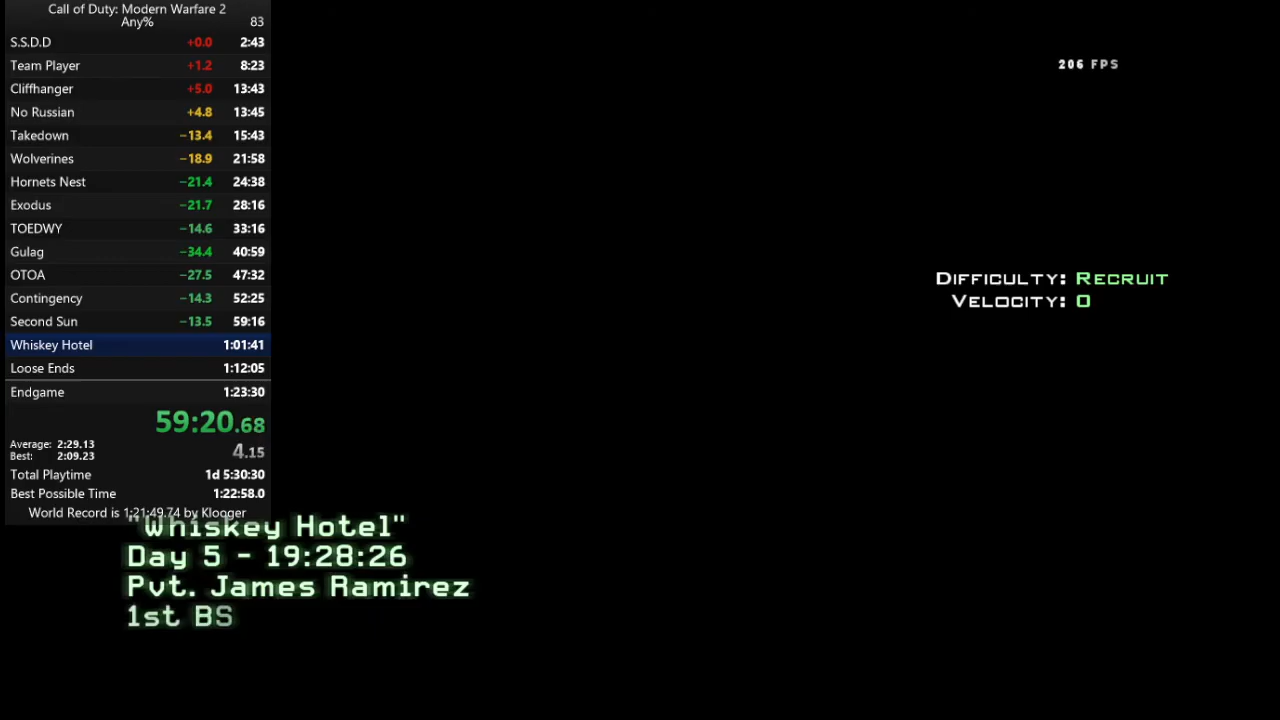 Call of Duty: Modern Warfare 2
Any% 83
S.S.D.D +0.0 2:43
Team Player +1.2 8:23
Cliffhanger +5.0 13:43
No Russian +4.8 13:45
Takedown −13.4 15:43
Wolverines −18.9 21:58
Hornets Nest −21.4 24:38
Exodus −21.7 28:16
TOEDWY −14.6 33:16
Gulag −34.4 40:59
OTOA −27.5 47:32
Contingency −14.3 52:25
Second Sun −13.5 59:16
Whiskey Hotel 1:01:41
Loose Ends 1:12:05
Endgame 1:23:30
59:20.68
Average: 2:29.13
Best: 2:09.23
4.15
Total Playtime 1d 5:30:30
Best Possible Time 1:22:58.0
World Record is 1:21:49.74 by Klogger
206 FPS
Difficulty: Recruit
Velocity: 0
"Whiskey Hotel"
Day 5 - 19:28:26
Pvt. James Ramirez
1st BS